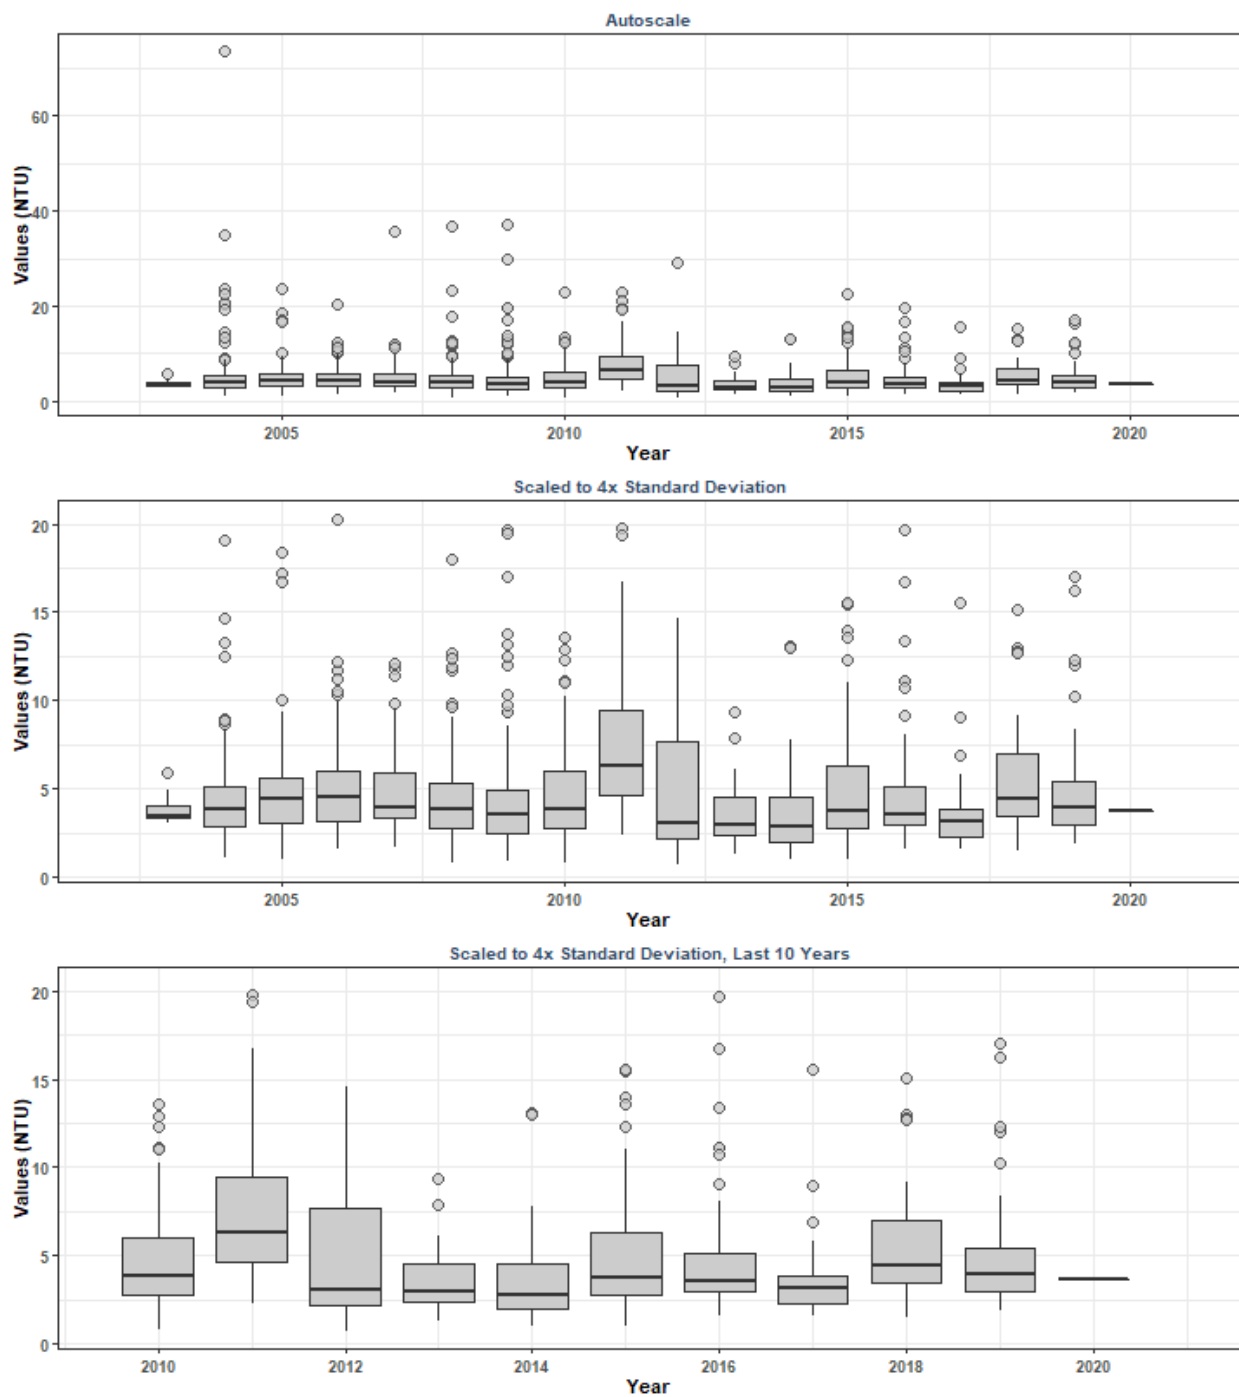 Autoscale
Values (NTU)
60
40
20
0
2005 2010 2015 2020
Year
Scaled to 4x Standard Deviation
Values (NTU)
20
15
10
5
0
2005 2010 2015 2020
Year
Scaled to 4x Standard Deviation, Last 10 Years
Values (NTU)
20
15
10
5
0
2010 2012 2014 2016 2018 2020
Year